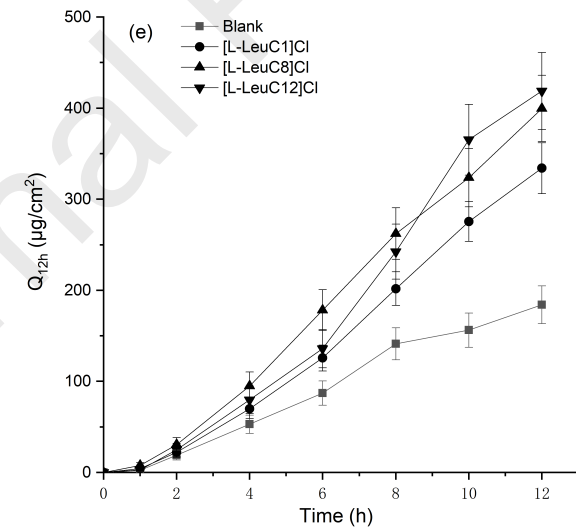 (e)
Blank
[L-LeuC1]Cl
[L-LeuC8]Cl
[L-LeuC12]Cl
500
400
300
200
100
0
Q12h (μg/cm2)
0 2 4 6 8 10 12
Time (h)